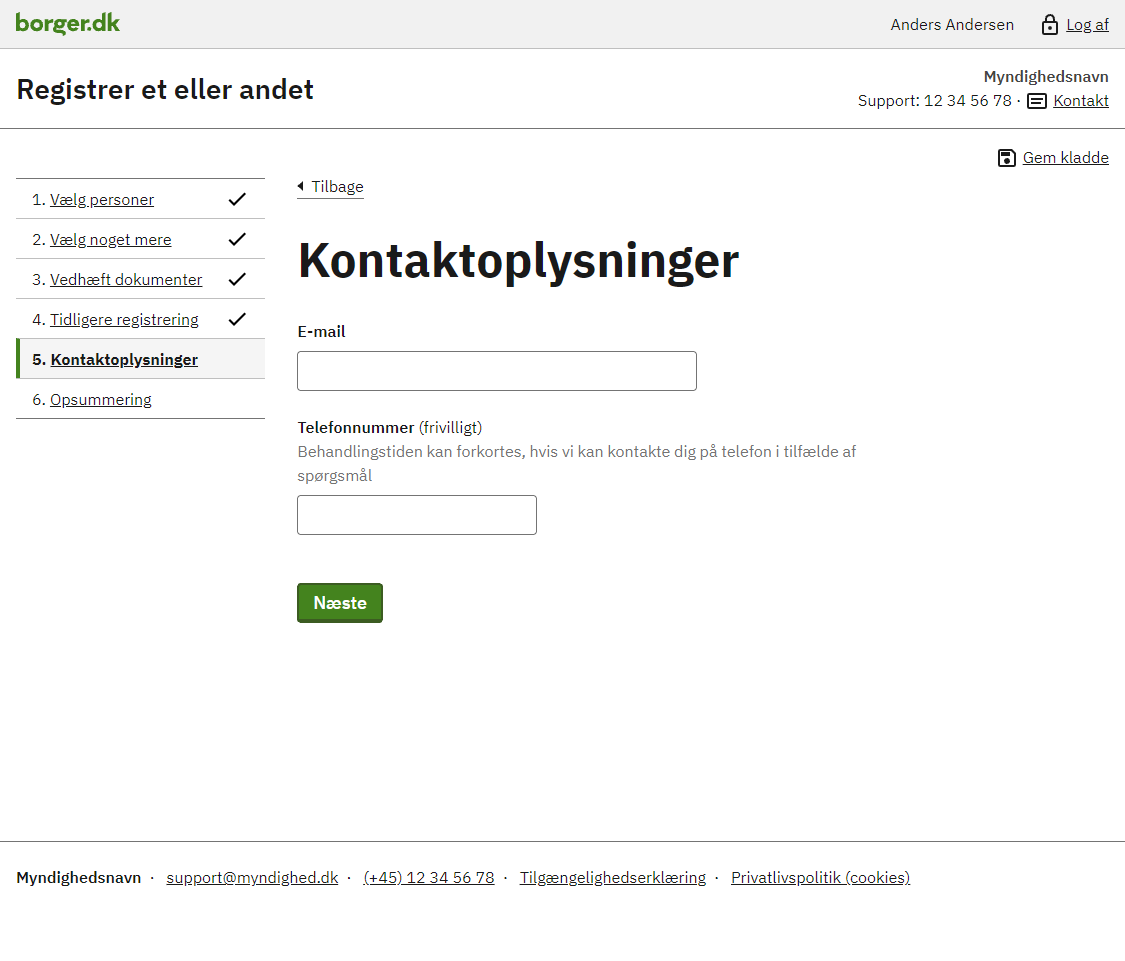 borger.dk
Anders Andersen Log af
Registrer et eller andet
Myndighedsnavn
Support: 12 34 56 78 · Kontakt
Gem kladde
1. Vælg personer
2. Vælg noget mere
3. Vedhæft dokumenter
4. Tidligere registrering
5. Kontaktoplysninger
6. Opsummering
Tilbage
Kontaktoplysninger
E-mail
Telefonnummer (frivilligt)
Behandlingstiden kan forkortes, hvis vi kan kontakte dig på telefon i tilfælde af
spørgsmål
Næste
Myndighedsnavn · support@myndighed.dk · (+45) 12 34 56 78 · Tilgængelighedserklæring · Privatlivspolitik (cookies)